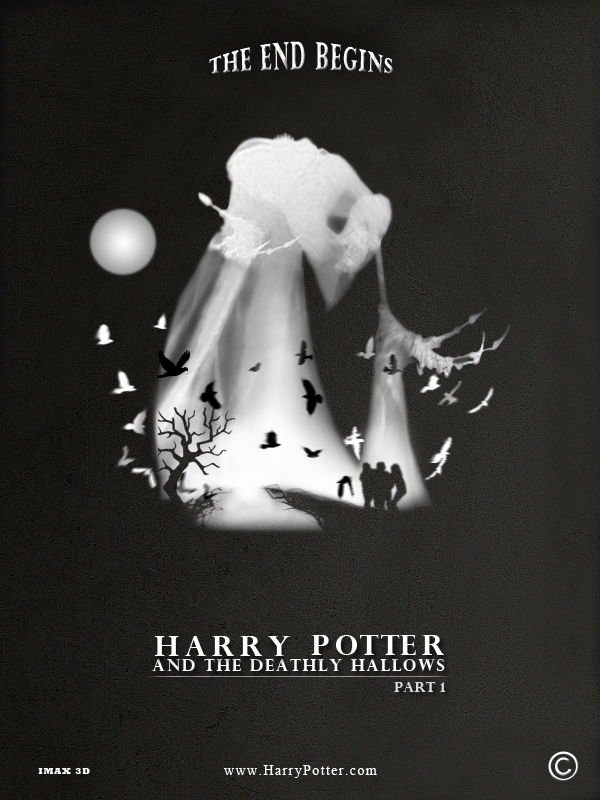 THE END BEGINS
HARRY POTTER
AND THE DEATHLY HALLOWS
PART 1
IMAX 3D
www.HarryPotter.com
©